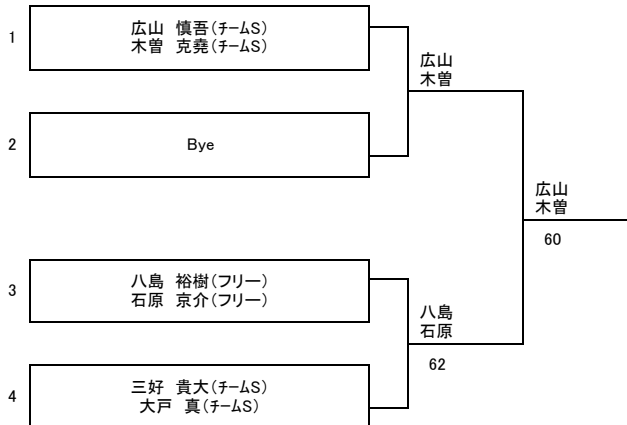 1
広山 慎吾(チームS)
木曽 克堯(チームS)
広山
木曽
2
Bye
広山
木曽
60
3
八島 裕樹(フリー)
石原 京介(フリー)
八島
石原
62
4
三好 貴大(チームS)
大戸 真(チームS)